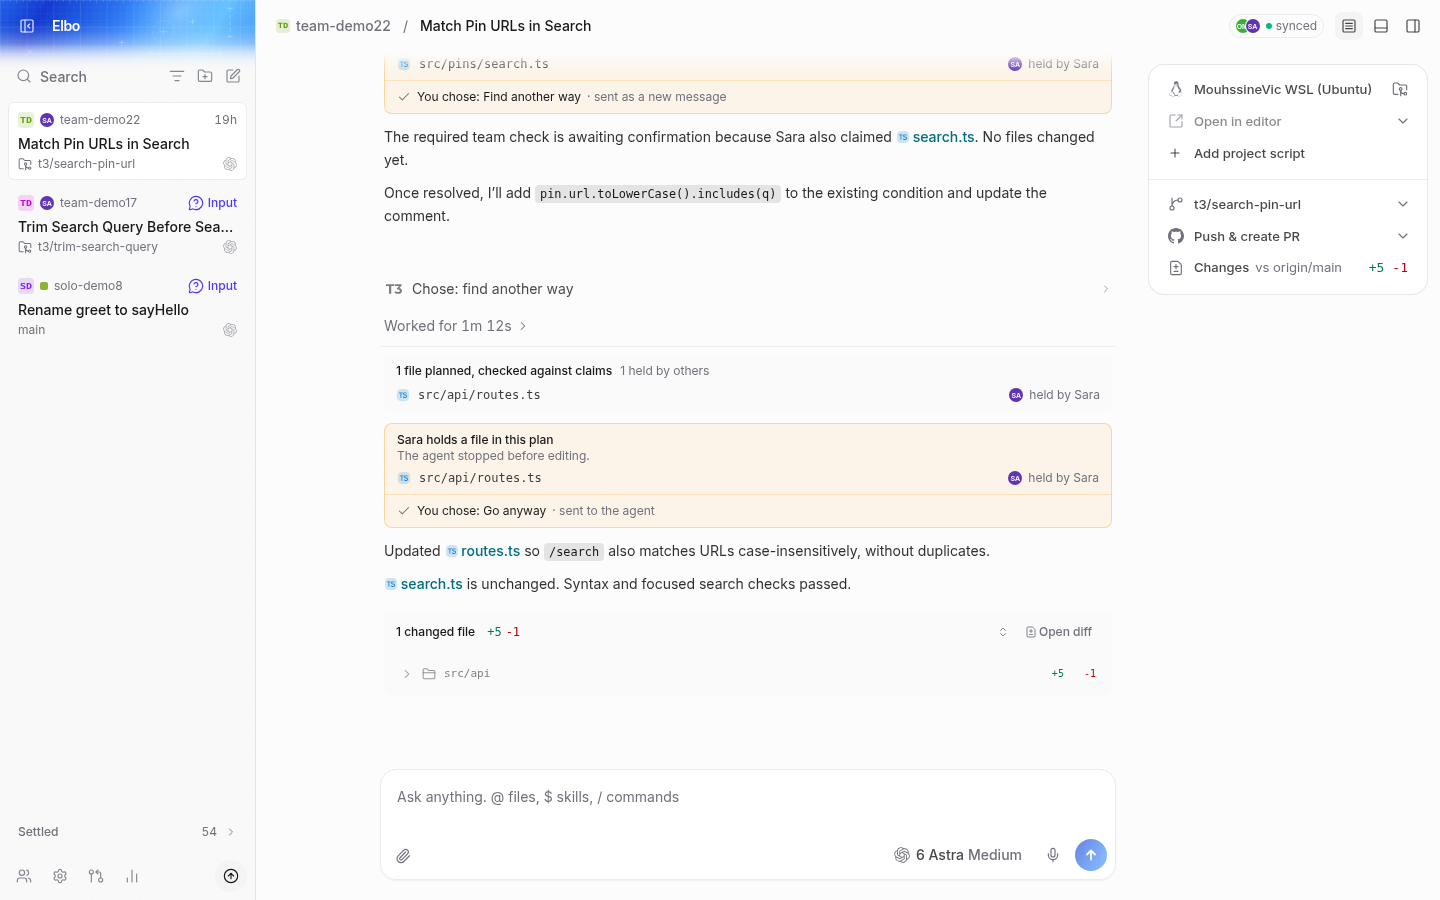 Elbo
Search
TD SA team-demo22 19h
Match Pin URLs in Search
t3/search-pin-url
TD SA team-demo17 Input
Trim Search Query Before Sea...
t3/trim-search-query
SD solo-demo8 Input
Rename greet to sayHello
main
Settled 54
TD team-demo22 / Match Pin URLs in Search
SA synced
TS src/pins/search.ts SA held by Sara
You chose: Find another way · sent as a new message
The required team check is awaiting confirmation because Sara also claimed TS search.ts. No files changed
yet.
Once resolved, I’ll add pin.url.toLowerCase().includes(q) to the existing condition and update the
comment.
T3 Chose: find another way
Worked for 1m 12s
1 file planned, checked against claims 1 held by others
TS src/api/routes.ts SA held by Sara
Sara holds a file in this plan
The agent stopped before editing.
TS src/api/routes.ts SA held by Sara
You chose: Go anyway · sent to the agent
Updated TS routes.ts so /search also matches URLs case-insensitively, without duplicates.
TS search.ts is unchanged. Syntax and focused search checks passed.
1 changed file +5 -1 Open diff
src/api +5 -1
Ask anything. @ files, $ skills, / commands
6 Astra Medium
MouhssineVic WSL (Ubuntu)
Open in editor
Add project script
t3/search-pin-url
Push & create PR
Changes vs origin/main +5 -1